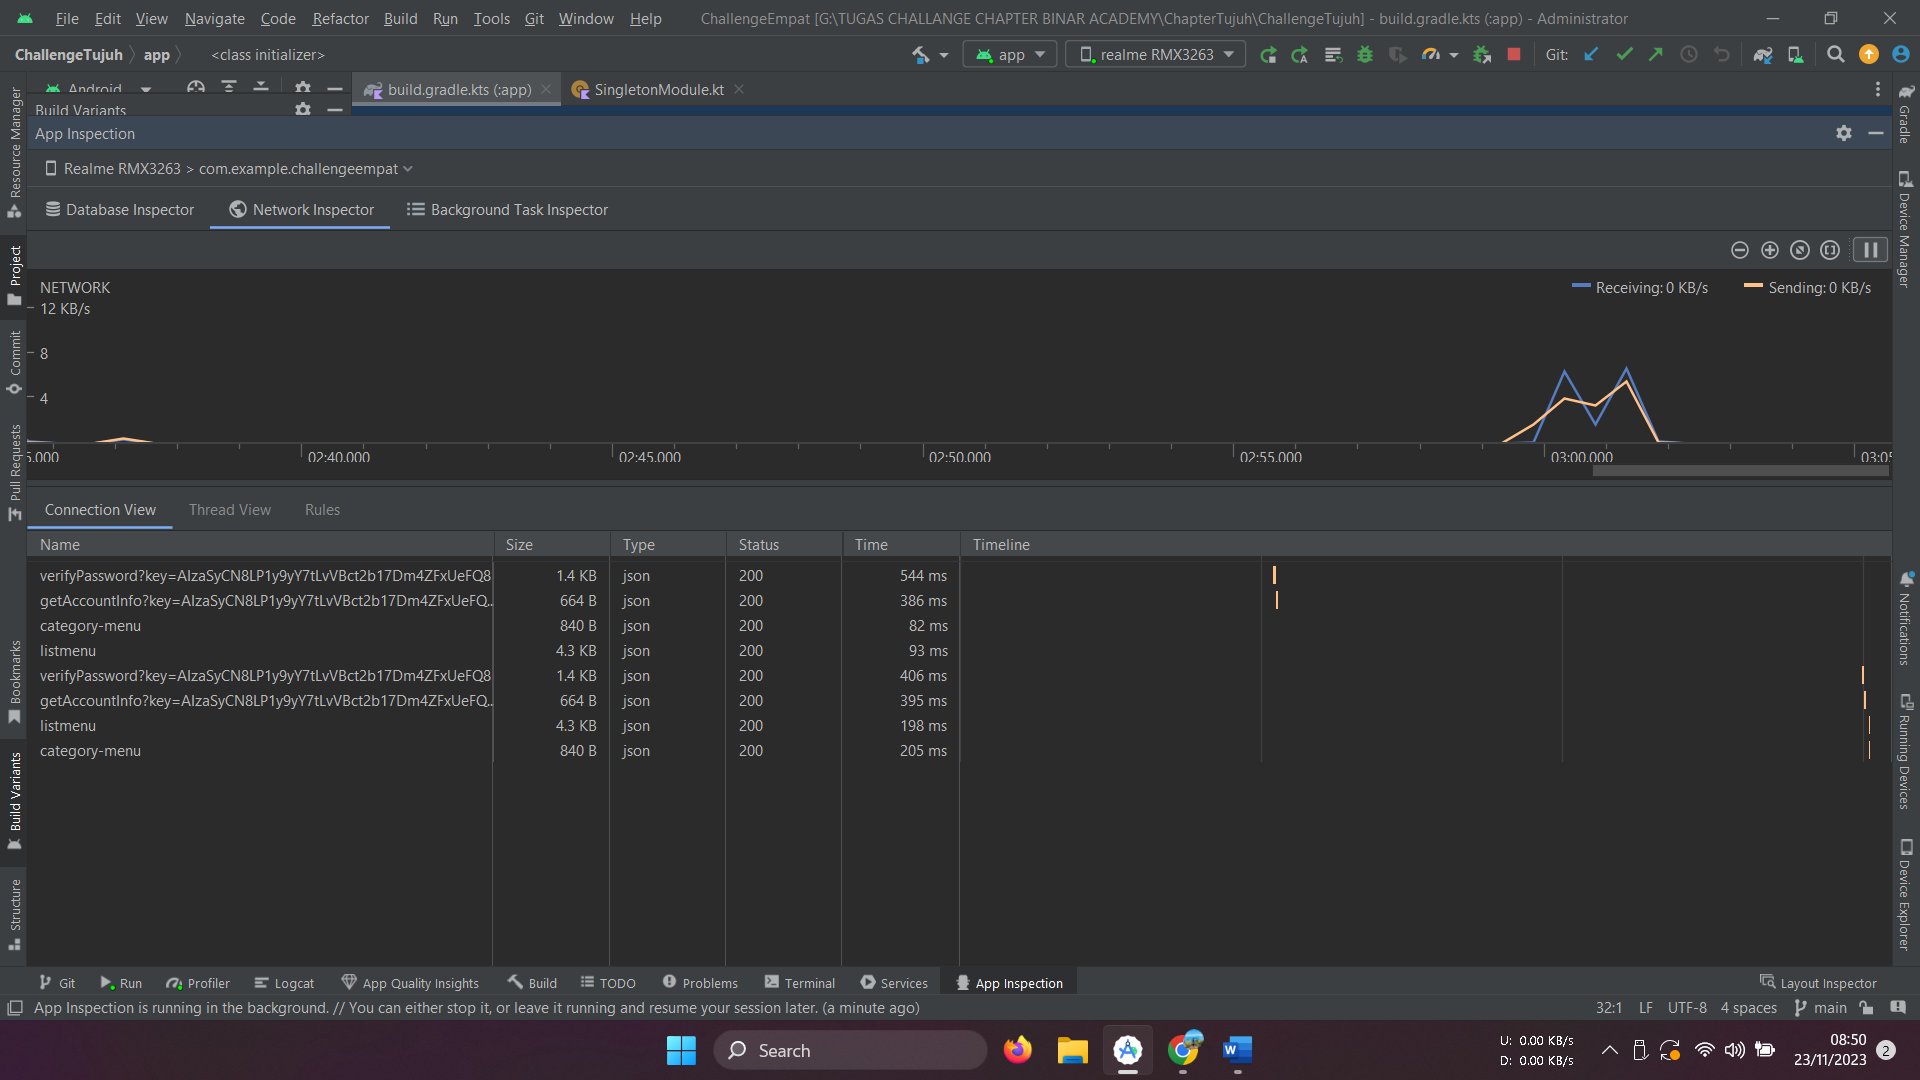 File Edit View Navigate Code Refactor Build Run Tools Git Window Help ChallengeEmpat [G:\TUGAS CHALLANGE CHAPTER BINAR ACADEMY\ChapterTujuh\ChallengeTujuh] - build.gradle.kts (:app) - Administrator
ChallengeTujuh app <class initializer> app realme RMX3263 Git:
Android build.gradle.kts (:app) SingletonModule.kt
Build Variants
App Inspection
Realme RMX3263 > com.example.challengeempat
Database Inspector Network Inspector Background Task Inspector
NETWORK Receiving: 0 KB/s Sending: 0 KB/s
12 KB/s
8
4
5.000 02:40.000 02:45.000 02:50.000 02:55.000 03:00.000 03:05
Connection View Thread View Rules
Name Size Type Status Time Timeline
verifyPassword?key=AIzaSyCN8LP1y9yY7tLvVBct2b17Dm4ZFxUeFQ8 1.4 KB json 200 544 ms
getAccountInfo?key=AIzaSyCN8LP1y9yY7tLvVBct2b17Dm4ZFxUeFQ... 664 B json 200 386 ms
category-menu 840 B json 200 82 ms
listmenu 4.3 KB json 200 93 ms
verifyPassword?key=AIzaSyCN8LP1y9yY7tLvVBct2b17Dm4ZFxUeFQ8 1.4 KB json 200 406 ms
getAccountInfo?key=AIzaSyCN8LP1y9yY7tLvVBct2b17Dm4ZFxUeFQ... 664 B json 200 395 ms
listmenu 4.3 KB json 200 198 ms
category-menu 840 B json 200 205 ms
Resource Manager
Project
Commit
Pull Requests
Bookmarks
Build Variants
Structure
Gradle
Device Manager
Notifications
Running Devices
Device Explorer
Git Run Profiler Logcat App Quality Insights Build TODO Problems Terminal Services App Inspection Layout Inspector
App Inspection is running in the background. // You can either stop it, or leave it running and resume your session later. (a minute ago) 32:1 LF UTF-8 4 spaces main
Search
U: 0.00 KB/s
D: 0.00 KB/s
08:50
23/11/2023
2